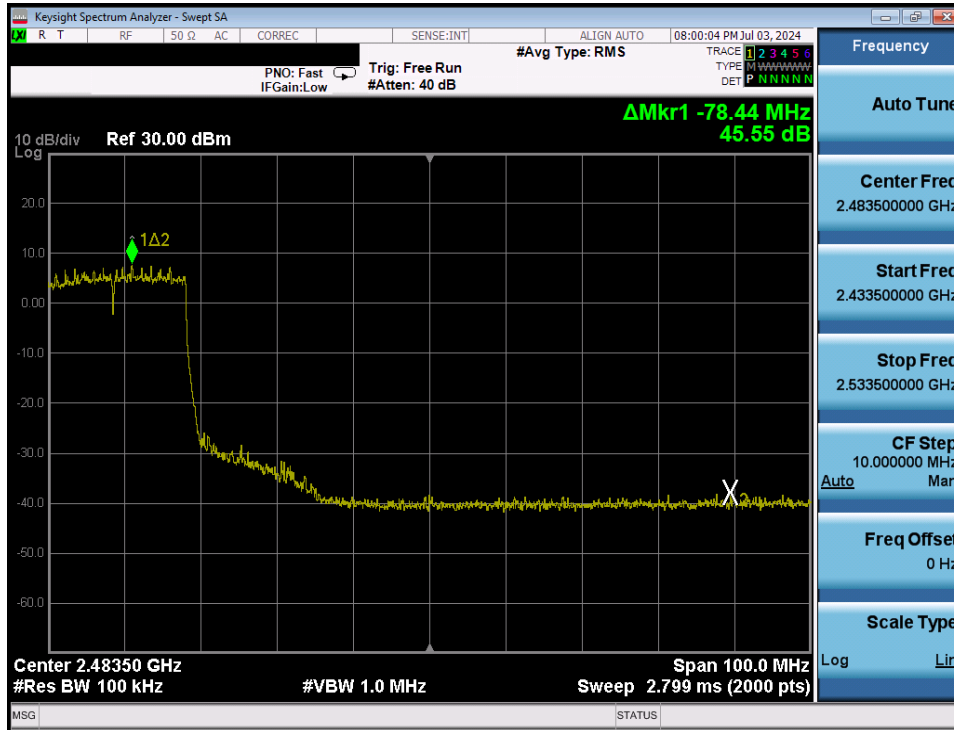 Keysight Spectrum Analyzer - Swept SA
LXI R T RF 50 Ω AC CORREC SENSE:INT ALIGN AUTO 08:00:04 PM Jul 03, 2024
#Avg Type: RMS
TRACE 1 2 3 4 5 6
TYPE M WWWWW
DET P N N N N N
PNO: Fast
IFGain:Low
Trig: Free Run
#Atten: 40 dB
ΔMkr1 -78.44 MHz
45.55 dB
10 dB/div Ref 30.00 dBm
Log
20.0
10.0
0.00
-10.0
-20.0
-30.0
-40.0
-50.0
-60.0
1Δ2
X2
Center 2.48350 GHz Span 100.0 MHz
#Res BW 100 kHz #VBW 1.0 MHz Sweep 2.799 ms (2000 pts)
MSG STATUS
Frequency
Auto Tune
Center Freq
2.483500000 GHz
Start Freq
2.433500000 GHz
Stop Freq
2.533500000 GHz
CF Step
10.000000 MHz
Auto Man
Freq Offset
0 Hz
Scale Type
Log Lin